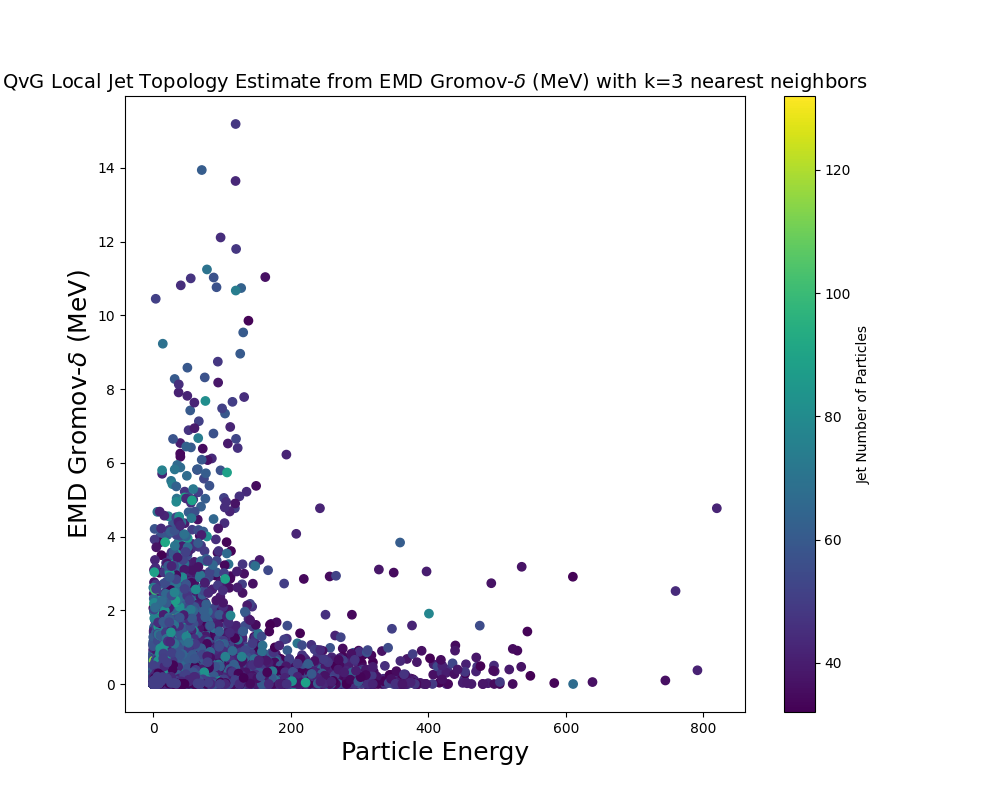 QvG Local Jet Topology Estimate from EMD Gromov-δ (MeV) with k=3 nearest neighbors
EMD Gromov-δ (MeV)
14
12
10
8
6
4
2
0
0 200 400 600 800
Particle Energy
120
100
80
60
40
Jet Number of Particles